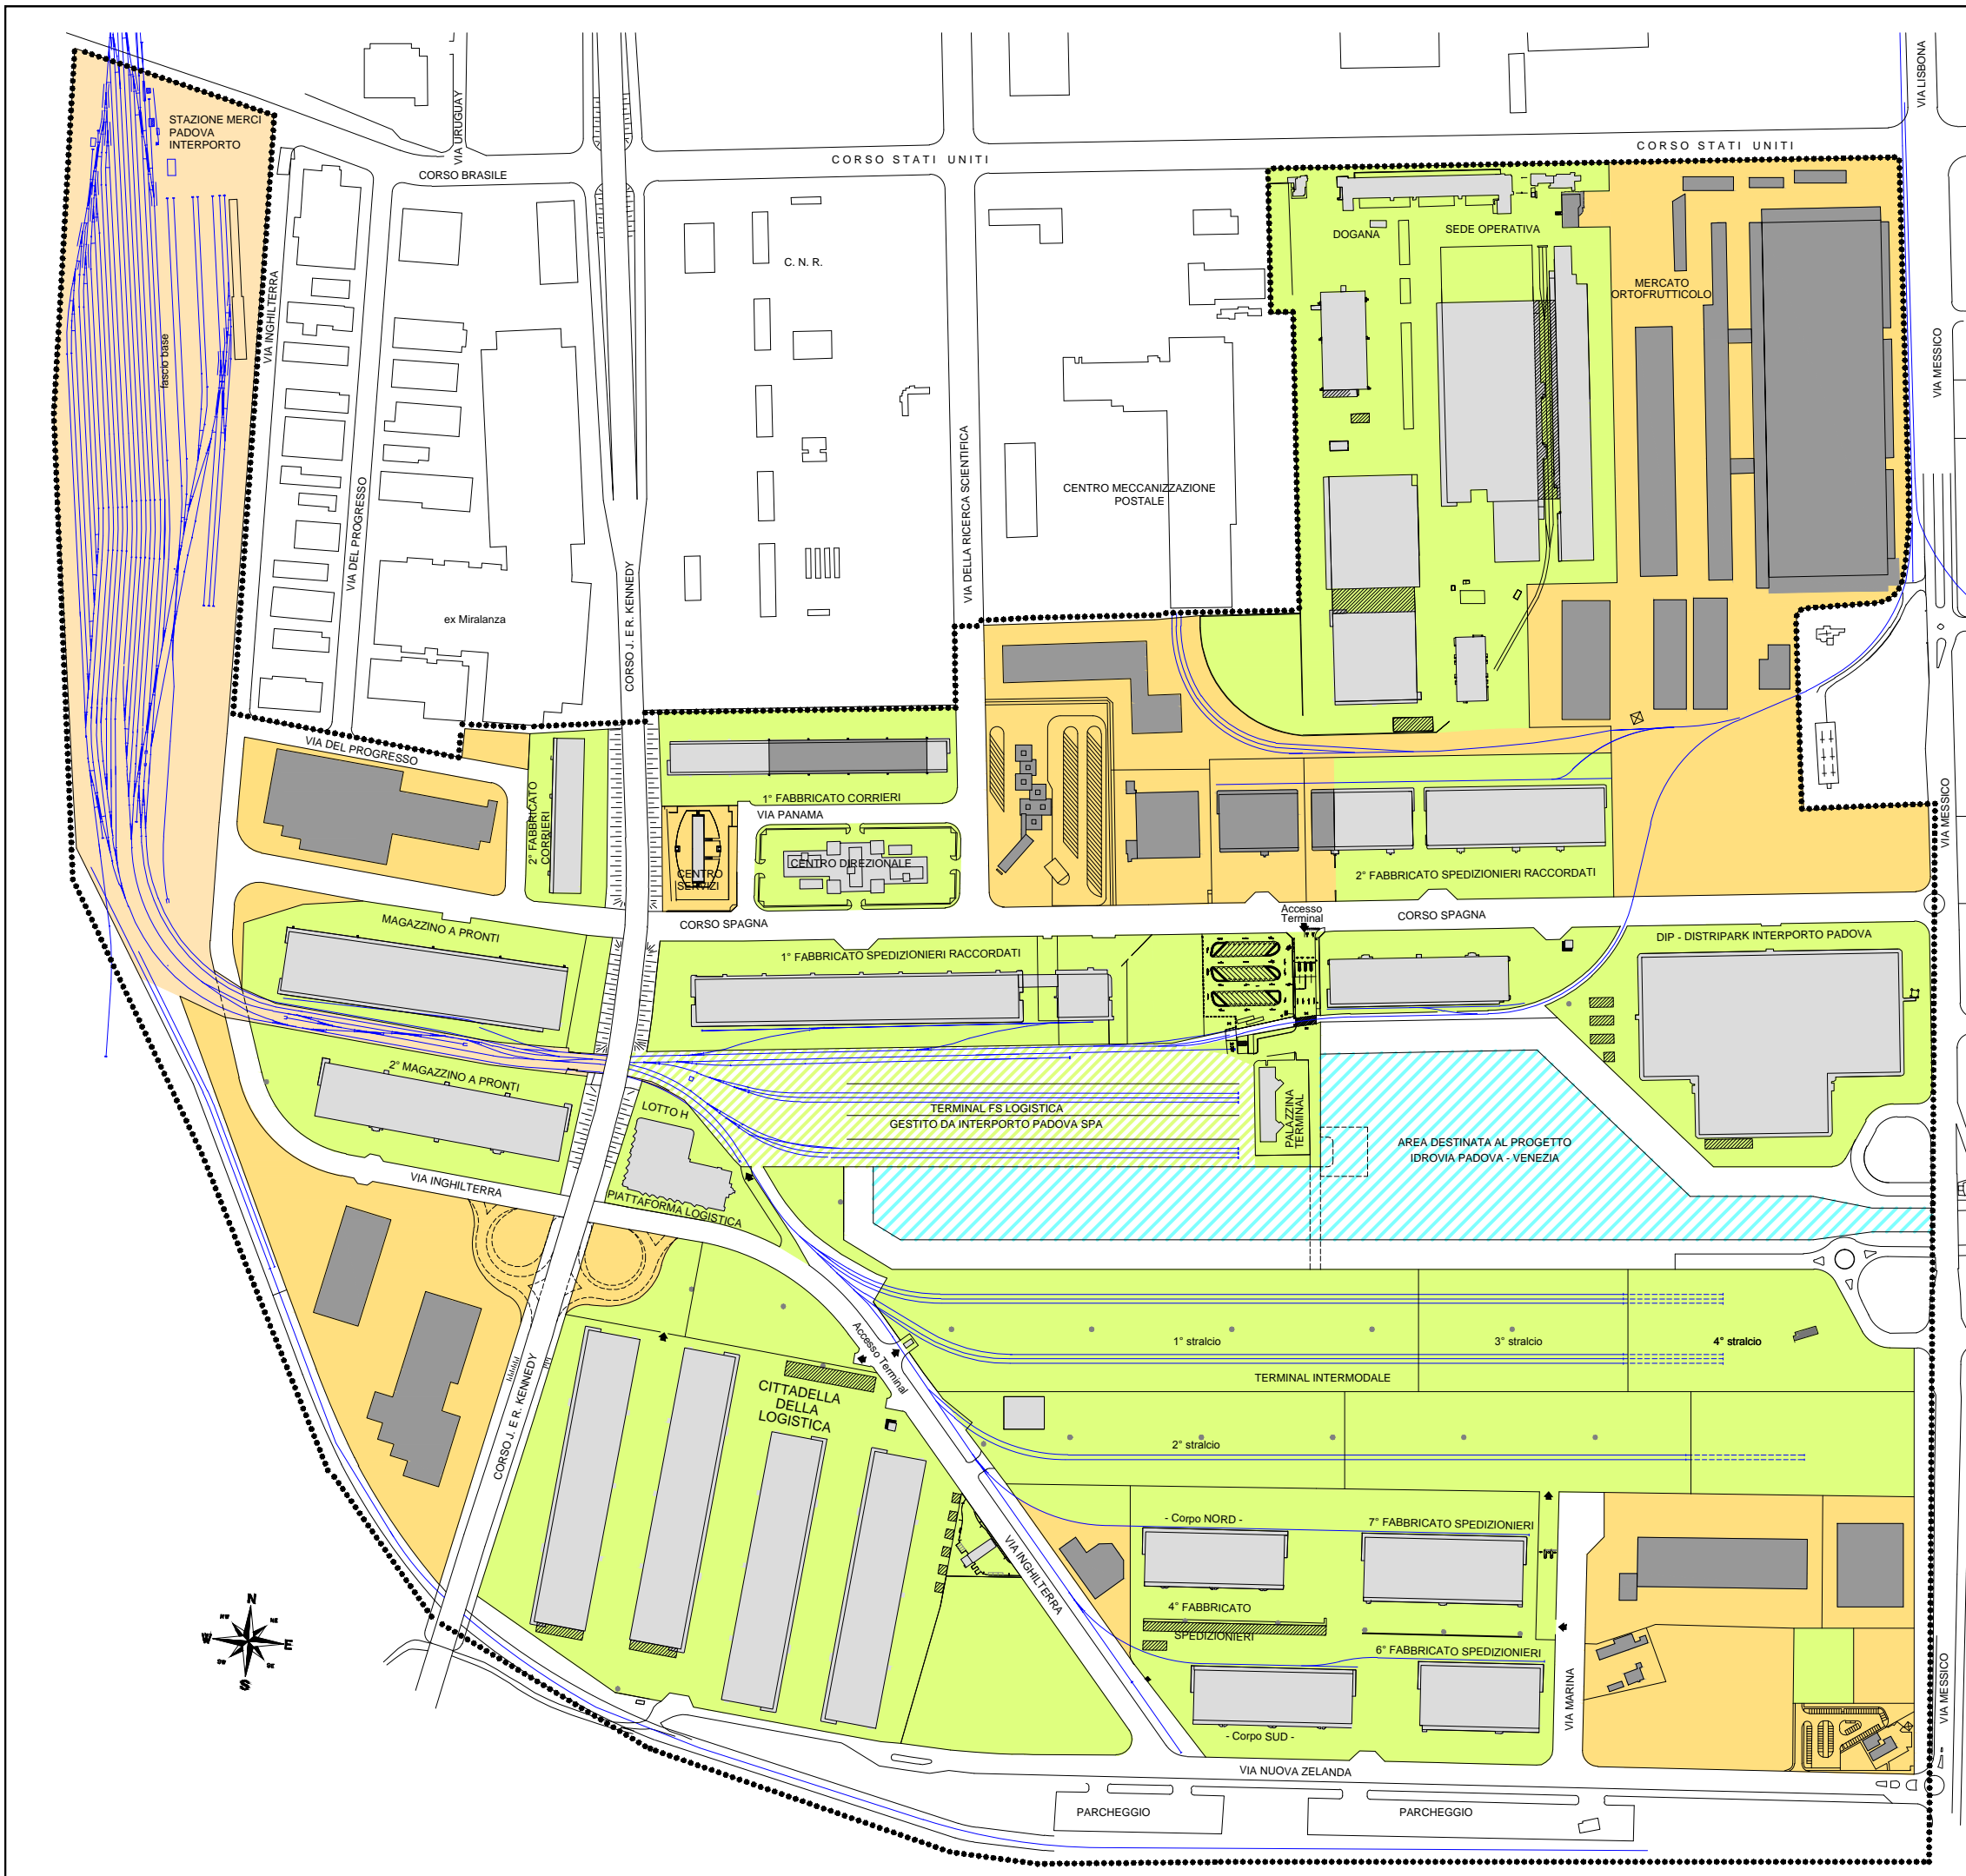 VIA LISBONA
STAZIONE MERCI
PADOVA
INTERPORTO
VIA URUGUAY
CORSO STATI UNITI
CORSO STATI UNITI
CORSO BRASILE
DOGANA
SEDE OPERATIVA
C. N. R.
MERCATO
ORTOFRUTTICOLO
VIA INGHILTERRA
fascio base
VIA MESSICO
VIA DEL PROGRESSO
VIA DELLA RICERCA SCIENTIFICA
CENTRO MECCANIZZAZIONE
POSTALE
ex Miralanza
CORSO J. E R. KENNEDY
VIA DEL PROGRESSO
2° FABBRICATO
CORRIERI
1° FABBRICATO CORRIERI
VIA PANAMA
CENTRO
SERVIZI
CENTRO DIREZIONALE
2° FABBRICATO SPEDIZIONIERI RACCORDATI
VIA MESSICO
MAGAZZINO A PRONTI
CORSO SPAGNA
Accesso
Terminal
CORSO SPAGNA
1° FABBRICATO SPEDIZIONIERI RACCORDATI
DIP - DISTRIPARK INTERPORTO PADOVA
2° MAGAZZINO A PRONTI
LOTTO H
TERMINAL FS LOGISTICA
GESTITO DA INTERPORTO PADOVA SPA
PALAZZINA
TERMINAL
AREA DESTINATA AL PROGETTO
IDROVIA PADOVA - VENEZIA
VIA INGHILTERRA
PIATTAFORMA LOGISTICA
1° stralcio
3° stralcio
4° stralcio
Accesso Terminal
TERMINAL INTERMODALE
CORSO J. E R. KENNEDY
CITTADELLA
DELLA
LOGISTICA
2° stralcio
- Corpo NORD -
7° FABBRICATO SPEDIZIONIERI
VIA INGHILTERRA
4° FABBRICATO
SPEDIZIONIERI
6° FABBRICATO SPEDIZIONIERI
N
NW
NE
W
E
SW
SE
S
VIA MARINA
VIA MESSICO
- Corpo SUD -
VIA NUOVA ZELANDA
PARCHEGGIO
PARCHEGGIO